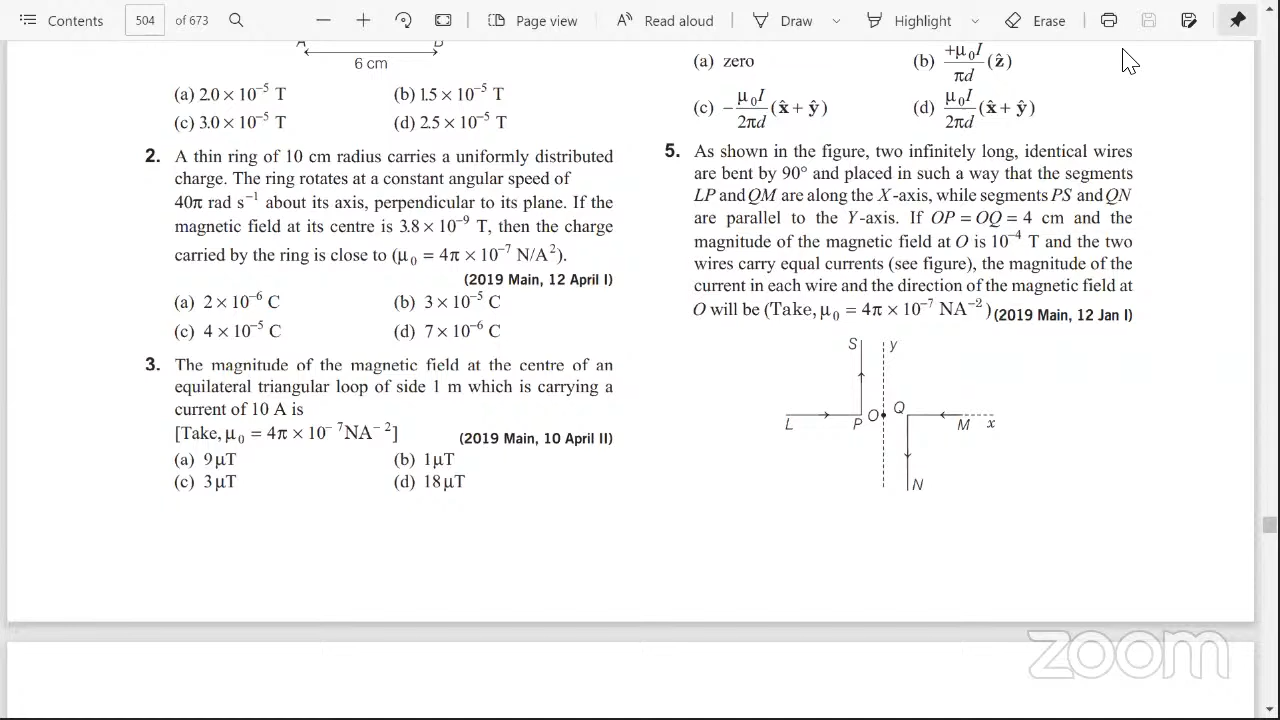 Contents
504 of 673
Page view
Read aloud
Draw
Highlight
Erase
6 cm
(a) 2.0 × 10⁻⁵ T (b) 1.5 × 10⁻⁵ T
(c) 3.0 × 10⁻⁵ T (d) 2.5 × 10⁻⁵ T
2. A thin ring of 10 cm radius carries a uniformly distributed
charge. The ring rotates at a constant angular speed of
40π rad s⁻¹ about its axis, perpendicular to its plane. If the
magnetic field at its centre is 3.8 × 10⁻⁹ T, then the charge
carried by the ring is close to (μ₀ = 4π × 10⁻⁷ N/A²).
(2019 Main, 12 April I)
(a) 2 × 10⁻⁶ C (b) 3 × 10⁻⁵ C
(c) 4 × 10⁻⁵ C (d) 7 × 10⁻⁶ C
3. The magnitude of the magnetic field at the centre of an
equilateral triangular loop of side 1 m which is carrying a
current of 10 A is
[Take, μ₀ = 4π × 10⁻⁷ NA⁻²] (2019 Main, 10 April II)
(a) 9 μT (b) 1 μT
(c) 3 μT (d) 18 μT
(a) zero (b) +μ₀I/πd (ẑ)
(c) −μ₀I/2πd (x̂ + ŷ) (d) μ₀I/2πd (x̂ + ŷ)
5. As shown in the figure, two infinitely long, identical wires
are bent by 90° and placed in such a way that the segments
LP and QM are along the X-axis, while segments PS and QN
are parallel to the Y-axis. If OP = OQ = 4 cm and the
magnitude of the magnetic field at O is 10⁻⁴ T and the two
wires carry equal currents (see figure), the magnitude of the
current in each wire and the direction of the magnetic field at
O will be (Take, μ₀ = 4π × 10⁻⁷ NA⁻²) (2019 Main, 12 Jan I)
S y
O Q
L P M x
N
zoom